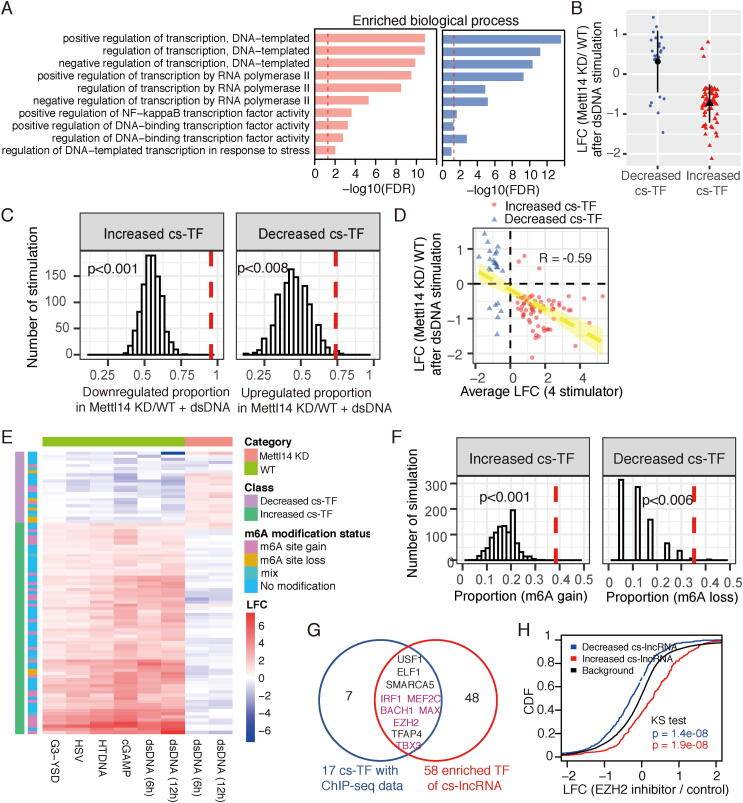 A
Enriched biological process
positive regulation of transcription, DNA−templated
regulation of transcription, DNA−templated
negative regulation of transcription, DNA−templated
positive regulation of transcription by RNA polymerase II
regulation of transcription by RNA polymerase II
negative regulation of transcription by RNA polymerase II
positive regulation of NF−kappaB transcription factor activity
positive regulation of DNA−binding transcription factor activity
regulation of DNA−binding transcription factor activity
regulation of DNA−templated transcription in response to stress
0 2 4 6 8 10
0 2 4 6 8 10 12
−log10(FDR)
−log10(FDR)
B
LFC (Mettl14 KD/ WT)
after dsDNA stimulation
1
0
−1
−2
Decreased
cs-TF
Increased
cs-TF
C
Number of stimulation
Increased cs-TF
Decreased cs-TF
p<0.001
p<0.008
150
100
50
0
0.25 0.5 0.75 1
0.25 0.5 0.75 1
Downregulated proportion
in Mettl14 KD/WT + dsDNA
Upregulated proportion
in Mettl14 KD/WT + dsDNA
D
Increased cs-TF
Decreased cs-TF
R = -0.59
LFC (Mettl14 KD/ WT)
after dsDNA stimulation
1
0
−1
−2
−2 0 2 4
Average LFC (4 stimulator)
E
Category
Mettl14 KD
WT
Class
Decreased cs-TF
Increased cs-TF
m6A modification status
m6A site gain
m6A site loss
mix
No modification
LFC
6
4
2
0
−2
−4
−6
G3−YSD
HSV
HTDNA
cGAMP
dsDNA (6h)
dsDNA (12h)
dsDNA (6h)
dsDNA (12h)
F
Number of simulation
Increased cs-TF
Decreased cs-TF
p<0.001
p<0.006
300
200
100
0
0 0.1 0.2 0.3 0.4 0.5
0 0.1 0.2 0.3 0.4 0.5
Proportion (m6A gain)
Proportion (m6A loss)
G
7
USF1
ELF1
SMARCA5
IRF1 MEF2C
BACH1 MAX
EZH2
TFAP4
TBX3
48
17 cs-TF with
ChIP-seq data
58 enriched TF
of cs-lncRNA
H
CDF
1
0.8
0.6
0.4
0.2
0
Decreased cs-lncRNA
Increased cs-lncRNA
Background
KS test
p = 1.4e-08
p = 1.9e-08
−2 −1 0 1 2
LFC (EZH2 inhibitor / control)